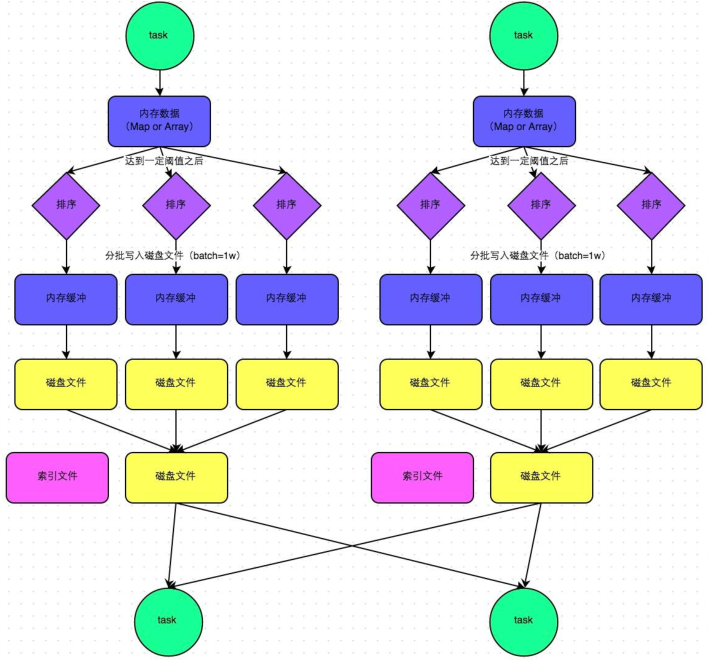 task
task
内存数据
（Map or Array）
内存数据
（Map or Array）
达到一定阈值之后
达到一定阈值之后
排序
排序
排序
排序
排序
排序
分批写入磁盘文件（batch=1w）
分批写入磁盘文件（batch=1w）
内存缓冲
内存缓冲
内存缓冲
内存缓冲
内存缓冲
内存缓冲
磁盘文件
磁盘文件
磁盘文件
磁盘文件
磁盘文件
磁盘文件
索引文件
磁盘文件
索引文件
磁盘文件
task
task